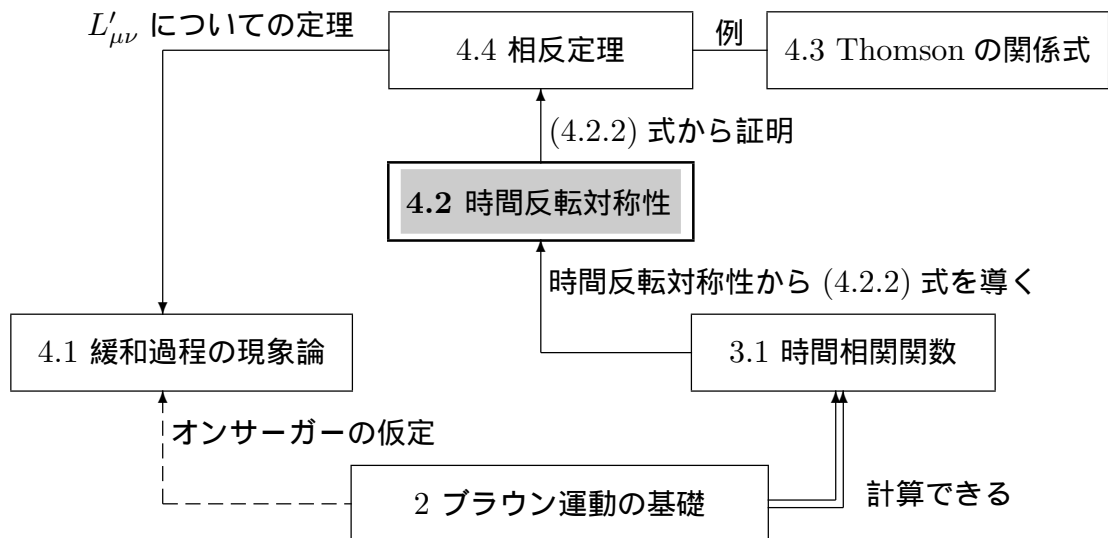 L′μν についての定理
4.4 相反定理
例
4.3 Thomson の関係式
(4.2.2) 式から証明
4.2 時間反転対称性
時間反転対称性から (4.2.2) 式を導く
4.1 緩和過程の現象論
3.1 時間相関関数
オンサーガーの仮定
2 ブラウン運動の基礎
計算できる